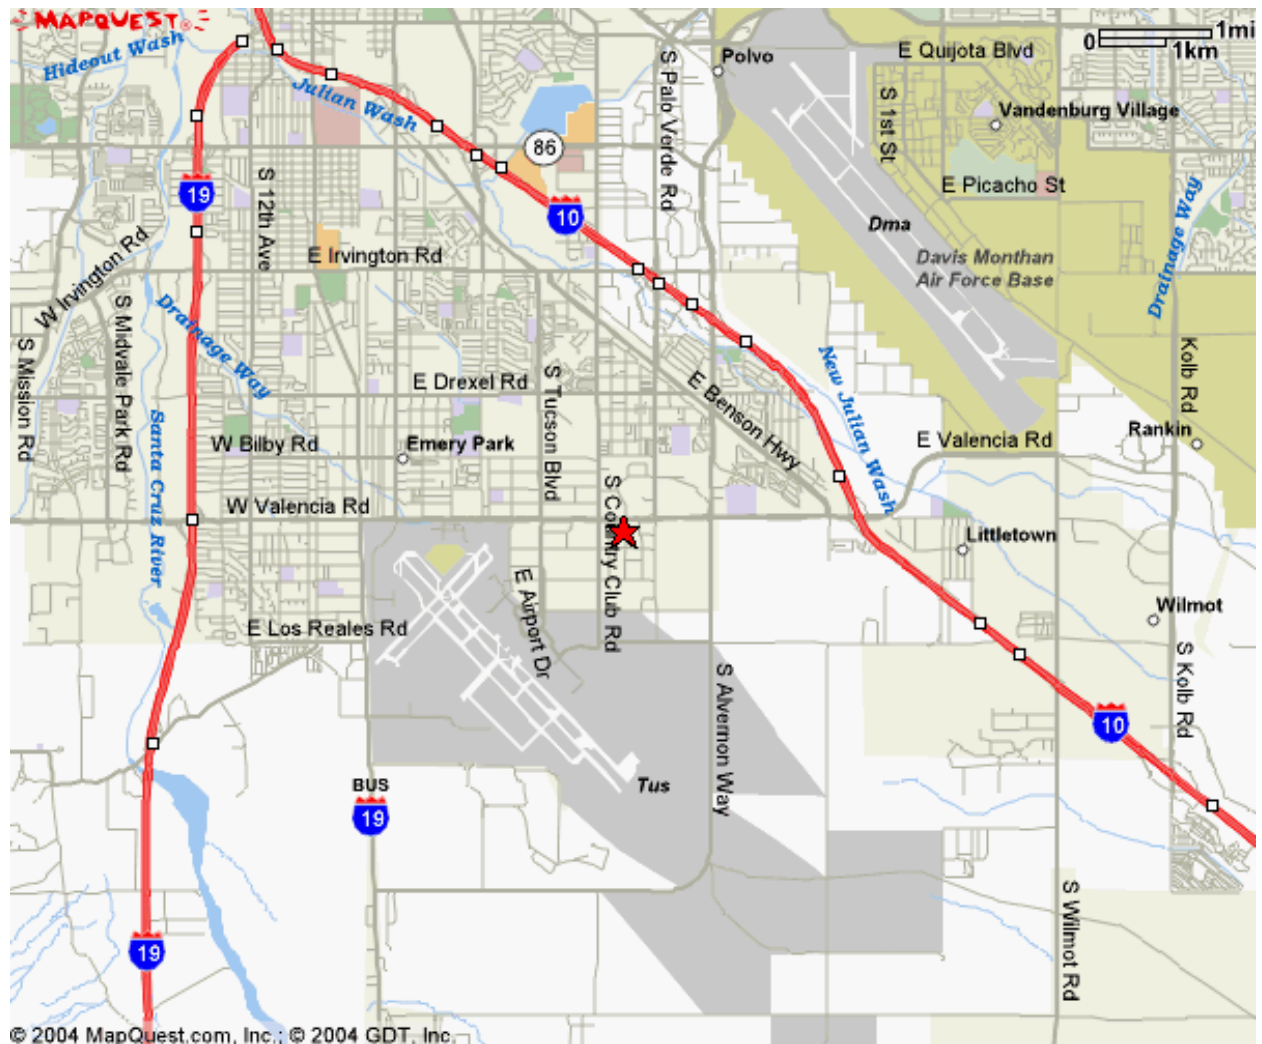 MAPQUEST
Hideout Wash
Julian Wash
S Palo Verde Rd
Polvo
E Quijota Blvd
0
1mi
1km
S 1st St
Vandenburg Village
86
19
S 12th Ave
10
E Picacho St
Dma
Davis Monthan
Air Force Base
Drainage Way
W Irvington Rd
E Irvington Rd
S Mission Rd
S Midvale Park Rd
Drainage Way
E Drexel Rd
S Tucson Blvd
E Benson Hwy
New Julian Wash
Kolb Rd
Santa Cruz River
W Bilby Rd
Emery Park
E Valencia Rd
Rankin
W Valencia Rd
S Country Club Rd
Littletown
E Airport Dr
Wilmot
E Los Reales Rd
S Alvernon Way
S Kolb Rd
10
Tus
BUS
19
S Wilmot Rd
19
© 2004 MapQuest.com, Inc.; © 2004 GDT, Inc.